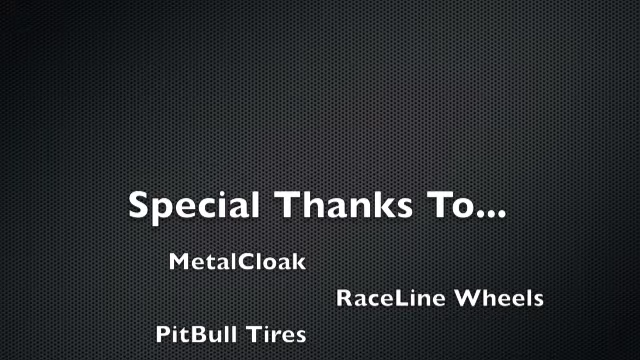 Special Thanks To...
MetalCloak
RaceLine Wheels
PitBull Tires